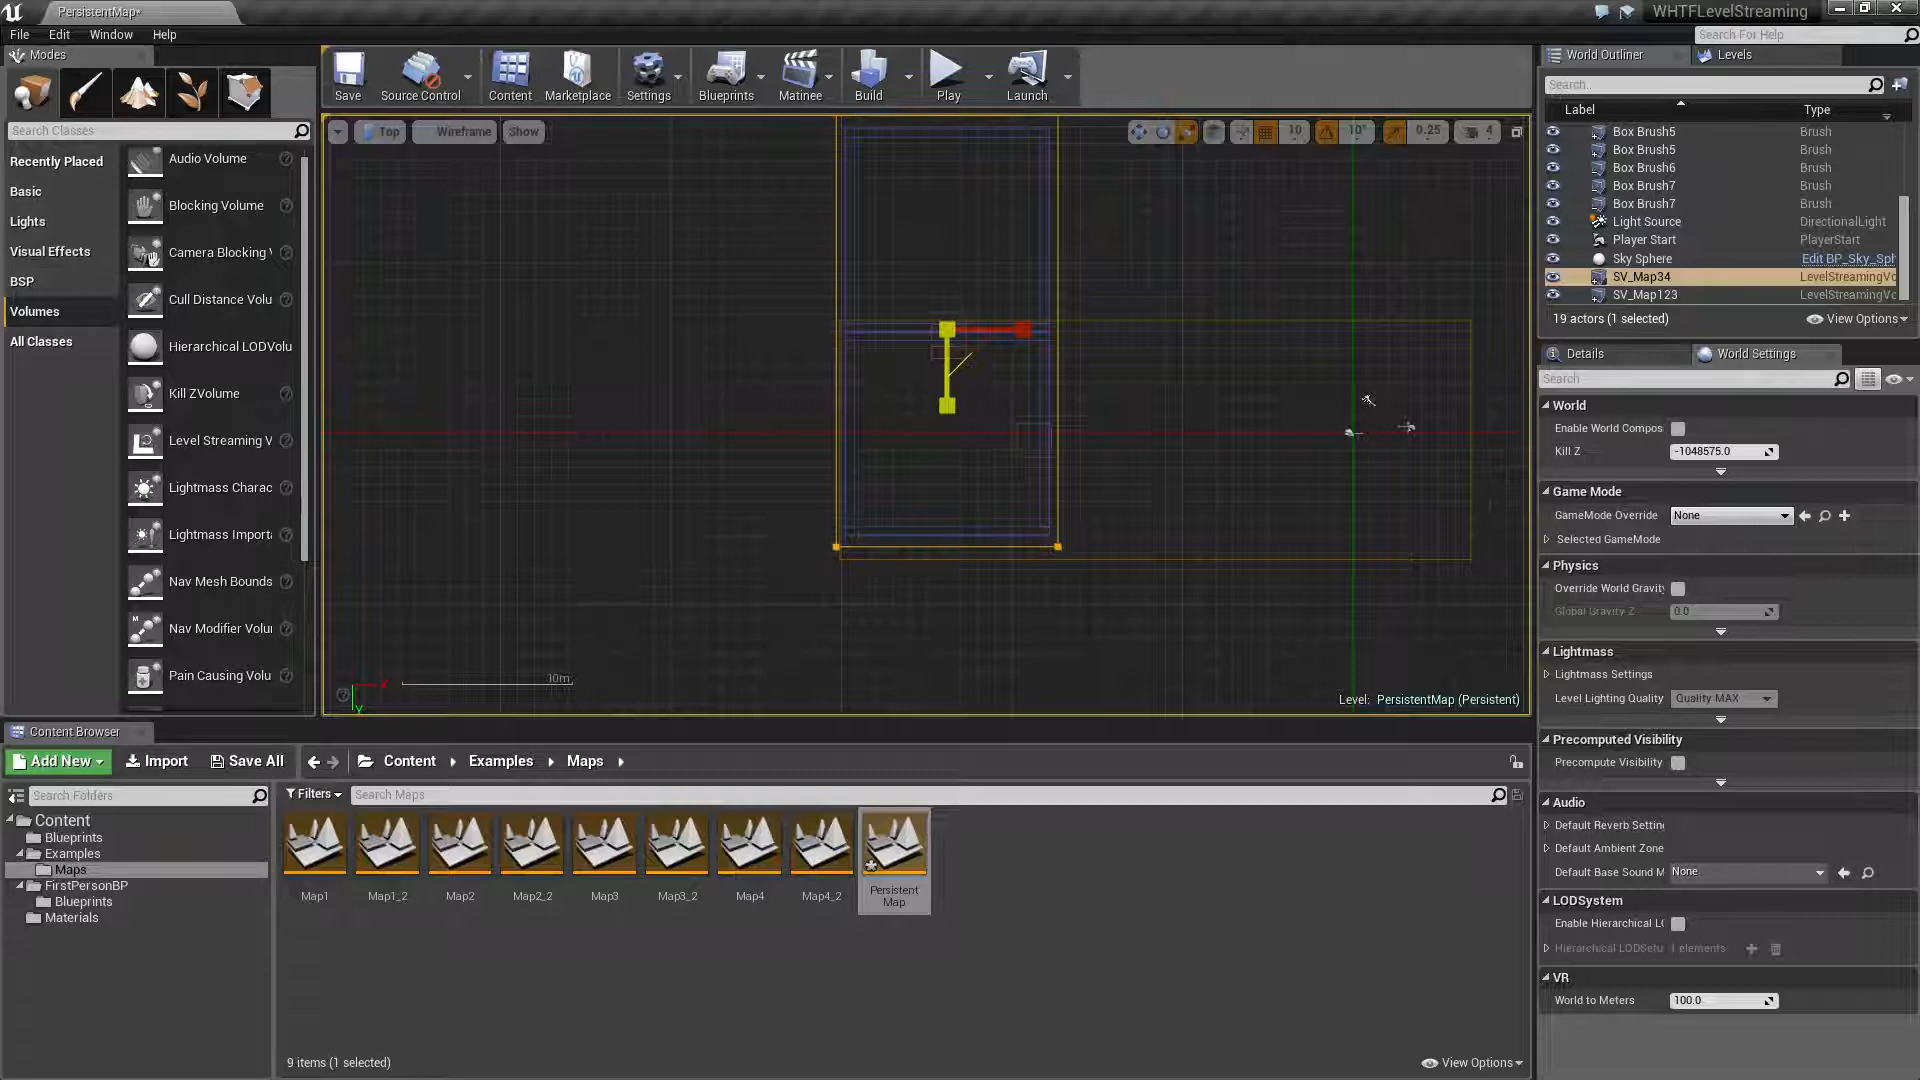 PersistentMap*
WHTFLevelStreaming
File
Edit
Window
Help
Search For Help
Modes
Search Classes
Recently Placed
Basic
Lights
Visual Effects
BSP
Volumes
All Classes
Audio Volume
Blocking Volume
Camera Blocking V
Cull Distance Volu
Hierarchical LODVolu
Kill ZVolume
Level Streaming V
Lightmass Charac
Lightmass Importa
Nav Mesh Bounds
Nav Modifier Volu
Pain Causing Volu
Save
Source Control
Content
Marketplace
Settings
Blueprints
Matinee
Build
Play
Launch
Top
Wireframe
Show
10
10°
0.25
4
10m
X
Y
Level: PersistentMap (Persistent)
World Outliner
Levels
Search..
Label
Type
Box Brush5 Brush
Box Brush5 Brush
Box Brush6 Brush
Box Brush7 Brush
Box Brush7 Brush
Light Source DirectionalLight
Player Start PlayerStart
Sky Sphere Edit BP_Sky_Sph
SV_Map34 LevelStreamingVo
SV_Map123 LevelStreamingVo
19 actors (1 selected)
View Options
Details
World Settings
Search
World
Enable World Compos
Kill Z -1048575.0
Game Mode
GameMode Override None
Selected GameMode
Physics
Override World Gravit
Global Gravity Z 0.0
Lightmass
Lightmass Settings
Level Lighting Quality Quality MAX
Precomputed Visibility
Precompute Visibility
Audio
Default Reverb Settin
Default Ambient Zone
Default Base Sound M None
LODSystem
Enable Hierarchical L
Hierarchical LODSetu 1 elements
VR
World to Meters 100.0
Content Browser
Add New
Import
Save All
Content
Examples
Maps
Search Folders
Filters
Search Maps
Content
Blueprints
Examples
Maps
FirstPersonBP
Blueprints
Materials
Map1
Map1_2
Map2
Map2_2
Map3
Map3_2
Map4
Map4_2
Persistent
Map
9 items (1 selected)
View Options